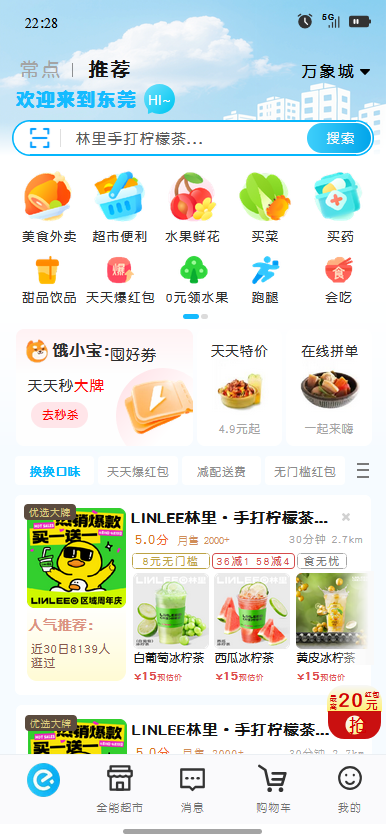 22:28
5G
常点 推荐
万象城
欢迎来到东莞 HI~
林里手打柠檬茶... 搜索
美食外卖 超市便利 水果鲜花 买菜 买药
爆 食
甜品饮品 天天爆红包 0元领水果 跑腿 会吃
饿小宝:囤好券
天天秒大牌
去秒杀
天天特价
4.9元起
在线拼单
一起来嗨
换换口味 天天爆红包 减配送费 无门槛红包
优选大牌
买一送一
LINLEE 区域周年庆
LINLEE林里·手打柠檬茶...
5.0分 月售 2000+ 30分钟 2.7km
8元无门槛 36减1 58减4 食无忧
人气推荐:
近30日8139人
逛过
白葡萄冰柠茶 西瓜冰柠茶 黄皮冰柠茶
¥15预估价 ¥15预估价 ¥15预估价
最高20元红包
抢
优选大牌
LINLEE林里·手打柠檬茶...
5.0分 月售 2000+ 30分钟 2.7km
全能超市 消息 购物车 我的